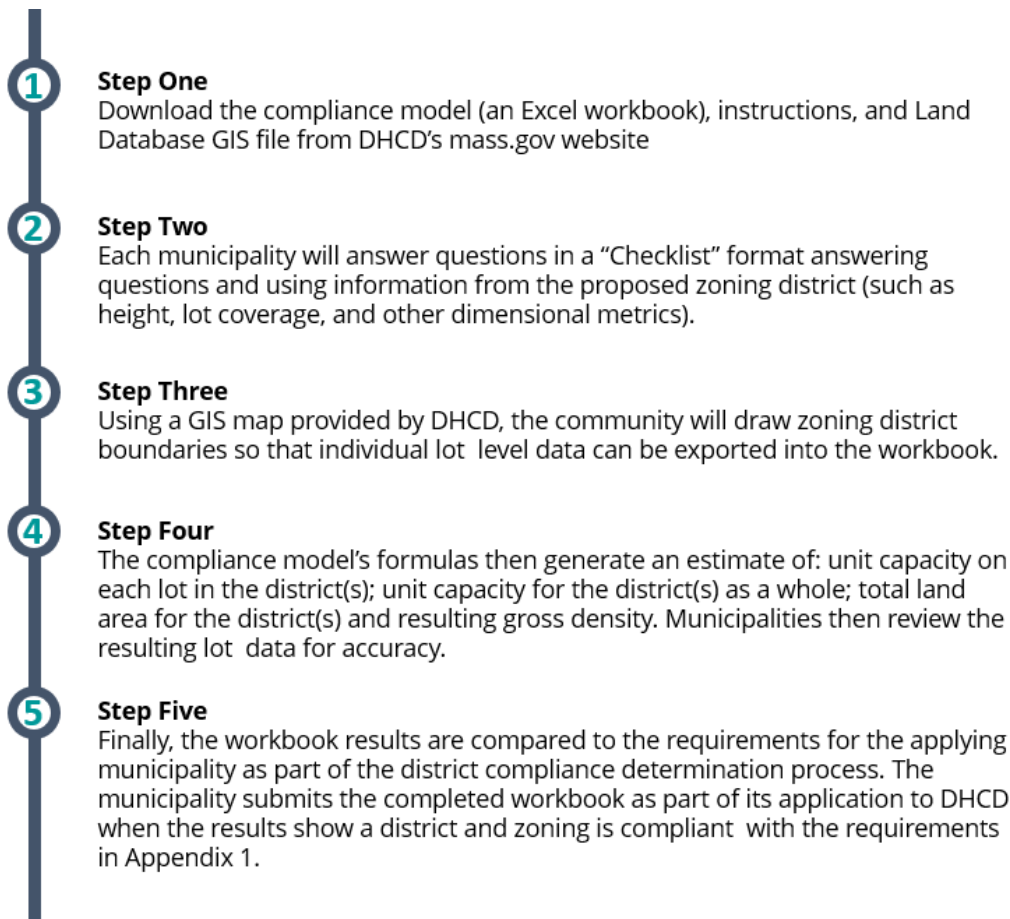 1
Step One
Download the compliance model (an Excel workbook), instructions, and Land
Database GIS file from DHCD's mass.gov website
2
Step Two
Each municipality will answer questions in a “Checklist” format answering
questions and using information from the proposed zoning district (such as
height, lot coverage, and other dimensional metrics).
3
Step Three
Using a GIS map provided by DHCD, the community will draw zoning district
boundaries so that individual lot  level data can be exported into the workbook.
4
Step Four
The compliance model’s formulas then generate an estimate of: unit capacity on
each lot in the district(s); unit capacity for the district(s) as a whole; total land
area for the district(s) and resulting gross density. Municipalities then review the
resulting lot  data for accuracy.
5
Step Five
Finally, the workbook results are compared to the requirements for the applying
municipality as part of the district compliance determination process. The
municipality submits the completed workbook as part of its application to DHCD
when the results show a district and zoning is compliant  with the requirements
in Appendix 1.